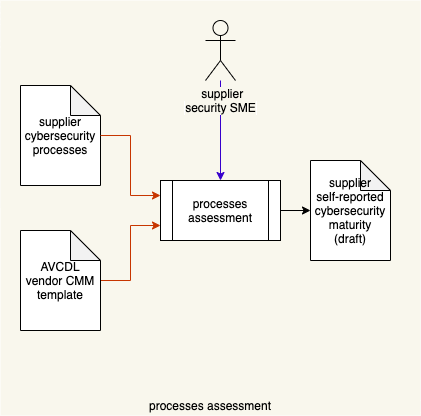 supplier
security SME
supplier
cybersecurity
processes
processes
assessment
supplier
self-reported
cybersecurity
maturity
(draft)
AVCDL
vendor CMM
template
processes assessment